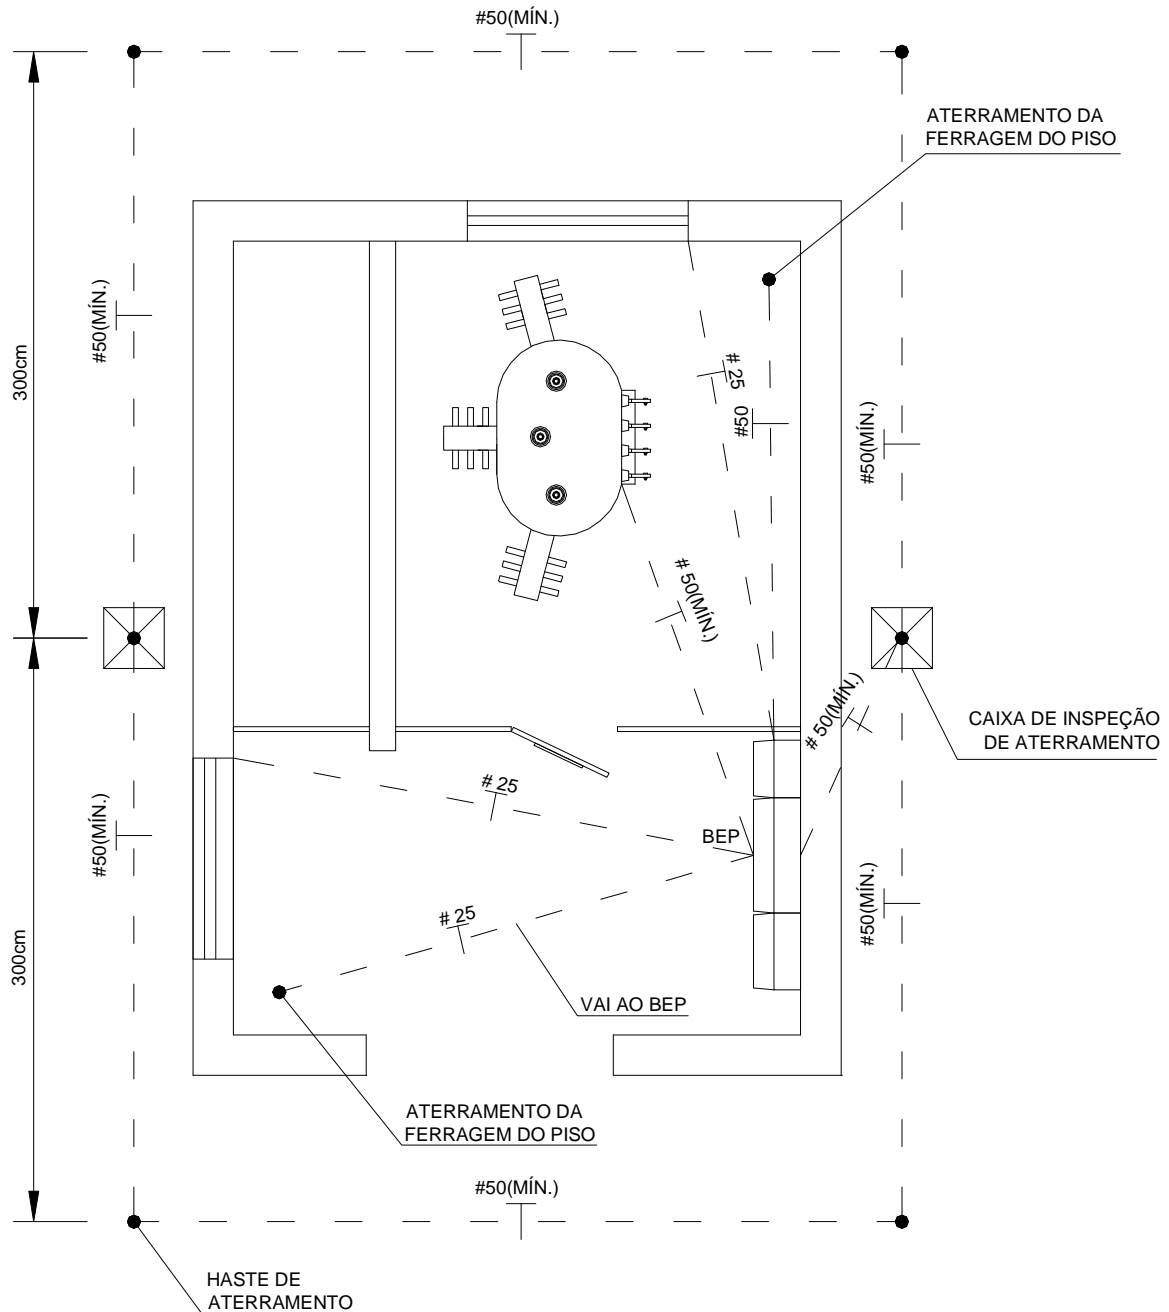 #50(MÍN.)
ATERRAMENTO DA
FERRAGEM DO PISO
#50(MÍN.)
300cm
# 25
#50
#50(MÍN.)
# 50(MÍN.)
# 50(MÍN.)
CAIXA DE INSPEÇÃO
DE ATERRAMENTO
# 25
#50(MÍN.)
BEP
#50(MÍN.)
# 25
300cm
VAI AO BEP
ATERRAMENTO DA
FERRAGEM DO PISO
#50(MÍN.)
HASTE DE
ATERRAMENTO